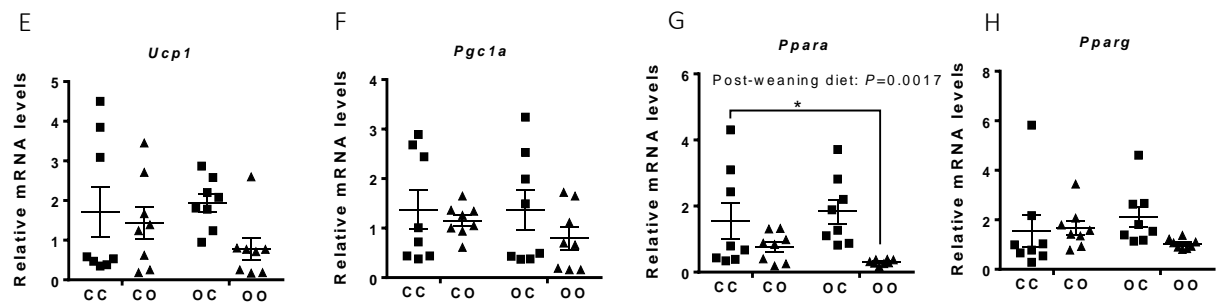 E
Ucp1
Relative mRNA levels
5
4
3
2
1
0
CC CO OC OO
F
Pgc1a
Relative mRNA levels
4
3
2
1
0
CC CO OC OO
G
Ppara
Relative mRNA levels
Post-weaning diet: P=0.0017
*
6
4
2
0
CC CO OC OO
H
Pparg
Relative mRNA levels
8
6
4
2
0
CC CO OC OO